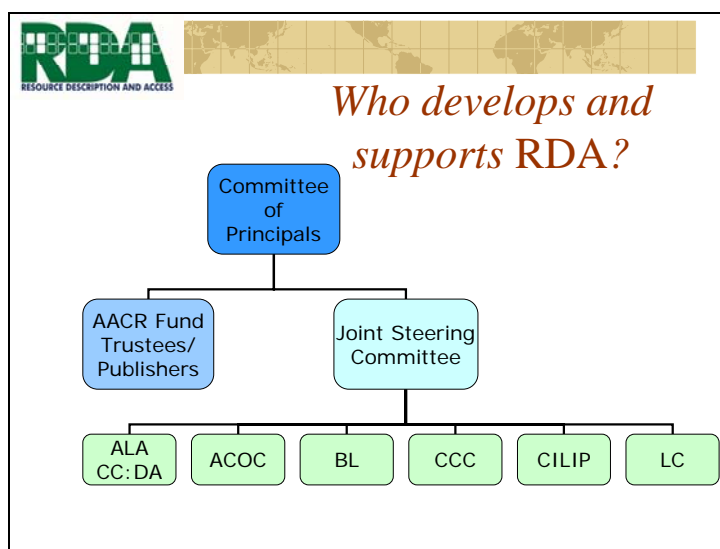 RDA
RESOURCE DESCRIPTION AND ACCESS
Who develops and
supports RDA?
Committee
of
Principals
AACR Fund
Trustees/
Publishers
Joint Steering
Committee
ALA
CC:DA
ACOC
BL
CCC
CILIP
LC